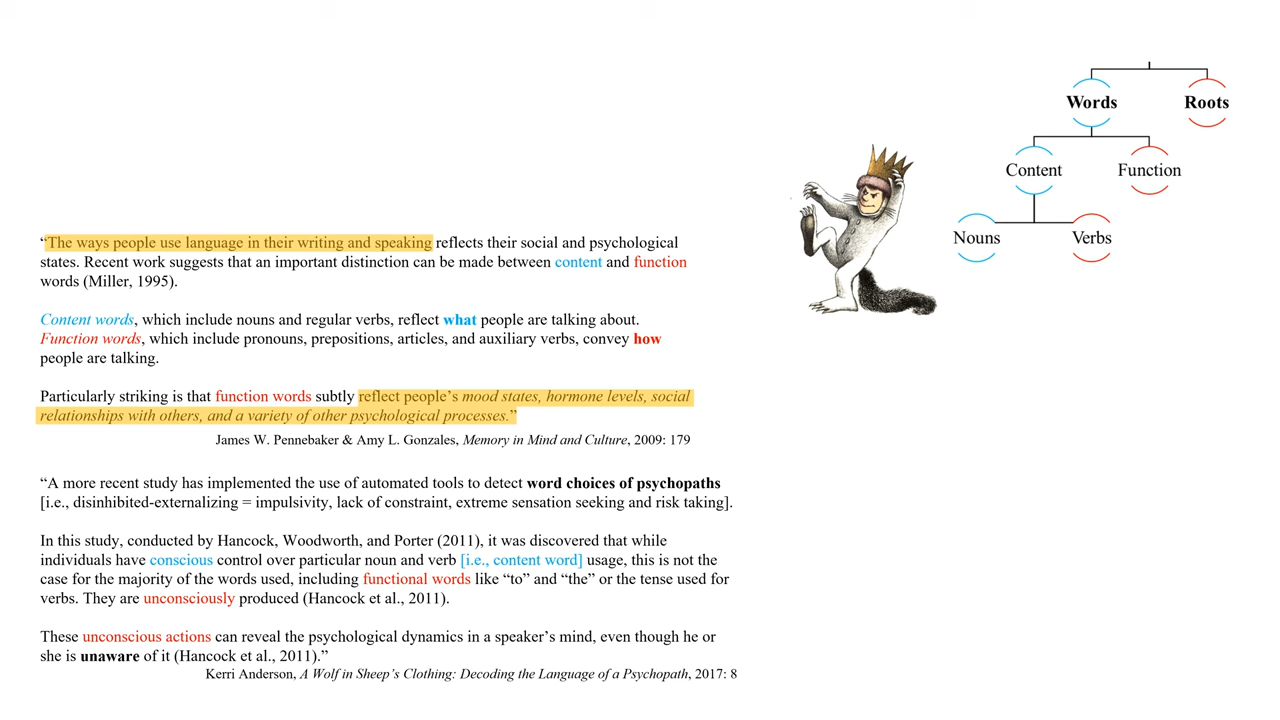 “The ways people use language in their writing and speaking reflects their social and psychological
states. Recent work suggests that an important distinction can be made between content and function
words (Miller, 1995).
Content words, which include nouns and regular verbs, reflect what people are talking about.
Function words, which include pronouns, prepositions, articles, and auxiliary verbs, convey how
people are talking.
Particularly striking is that function words subtly reflect people’s mood states, hormone levels, social
relationships with others, and a variety of other psychological processes.”
James W. Pennebaker & Amy L. Gonzales, Memory in Mind and Culture, 2009: 179
“A more recent study has implemented the use of automated tools to detect word choices of psychopaths
[i.e., disinhibited-externalizing = impulsivity, lack of constraint, extreme sensation seeking and risk taking].
In this study, conducted by Hancock, Woodworth, and Porter (2011), it was discovered that while
individuals have conscious control over particular noun and verb [i.e., content word] usage, this is not the
case for the majority of the words used, including functional words like “to” and “the” or the tense used for
verbs. They are unconsciously produced (Hancock et al., 2011).
These unconscious actions can reveal the psychological dynamics in a speaker’s mind, even though he or
she is unaware of it (Hancock et al., 2011).”
Kerri Anderson, A Wolf in Sheep’s Clothing: Decoding the Language of a Psychopath, 2017: 8
Words Roots
Content Function
Nouns Verbs